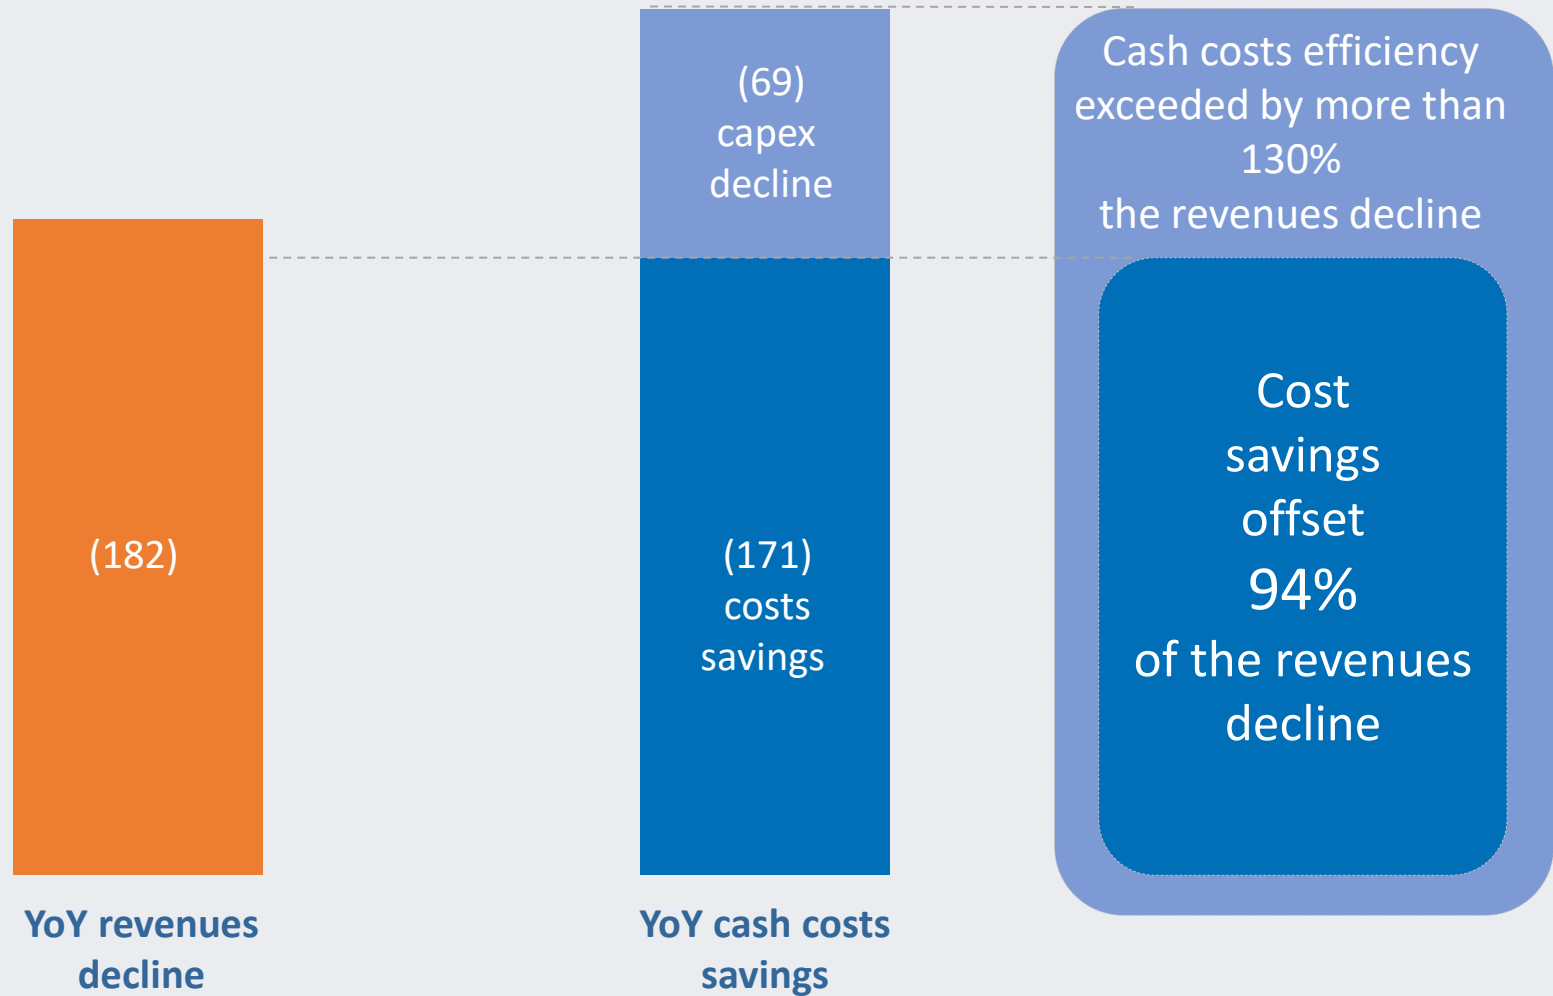 (182)
YoY revenues
decline
(69)
capex
decline
(171)
costs
savings
YoY cash costs
savings
Cash costs efficiency
exceeded by more than
130%
the revenues decline
Cost
savings
offset
94%
of the revenues
decline